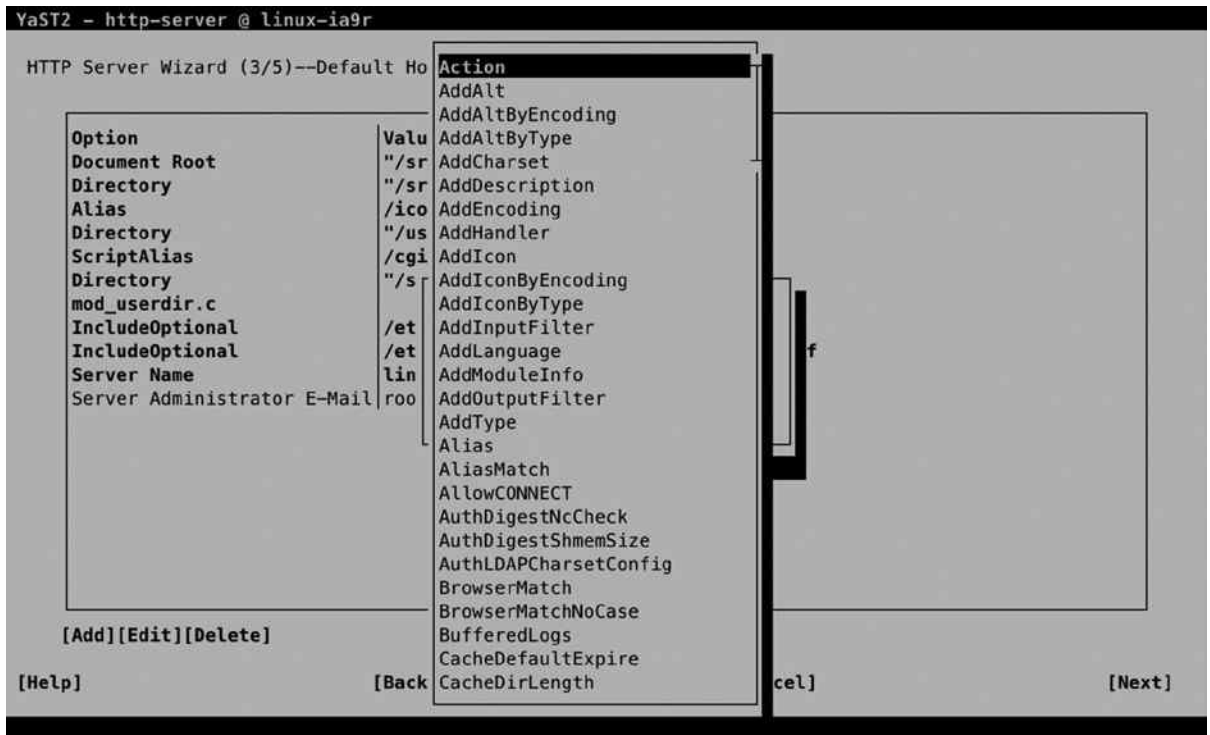 YaST2 - http-server @ linux-ia9r
HTTP Server Wizard (3/5)--Default Ho
Option Valu
Document Root "/sr
Directory "/sr
Alias /ico
Directory "/us
ScriptAlias /cgi
Directory "/s
mod_userdir.c
IncludeOptional /et
IncludeOptional /et f
Server Name lin
Server Administrator E-Mail roo
Action
AddAlt
AddAltByEncoding
AddAltByType
AddCharset
AddDescription
AddEncoding
AddHandler
AddIcon
AddIconByEncoding
AddIconByType
AddInputFilter
AddLanguage
AddModuleInfo
AddOutputFilter
AddType
Alias
AliasMatch
AllowCONNECT
AuthDigestNcCheck
AuthDigestShmemSize
AuthLDAPCharsetConfig
BrowserMatch
BrowserMatchNoCase
BufferedLogs
CacheDefaultExpire
CacheDirLength
[Add][Edit][Delete]
[Help] [Back cel] [Next]